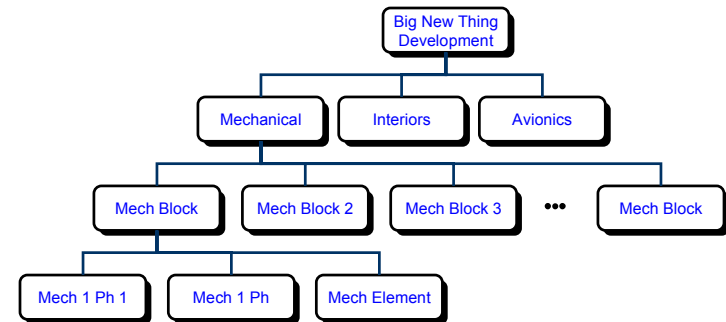 Big New Thing
Development
Mechanical
Interiors
Avionics
Mech Block
Mech Block 2
Mech Block 3
•••
Mech Block
Mech 1 Ph 1
Mech 1 Ph
Mech Element